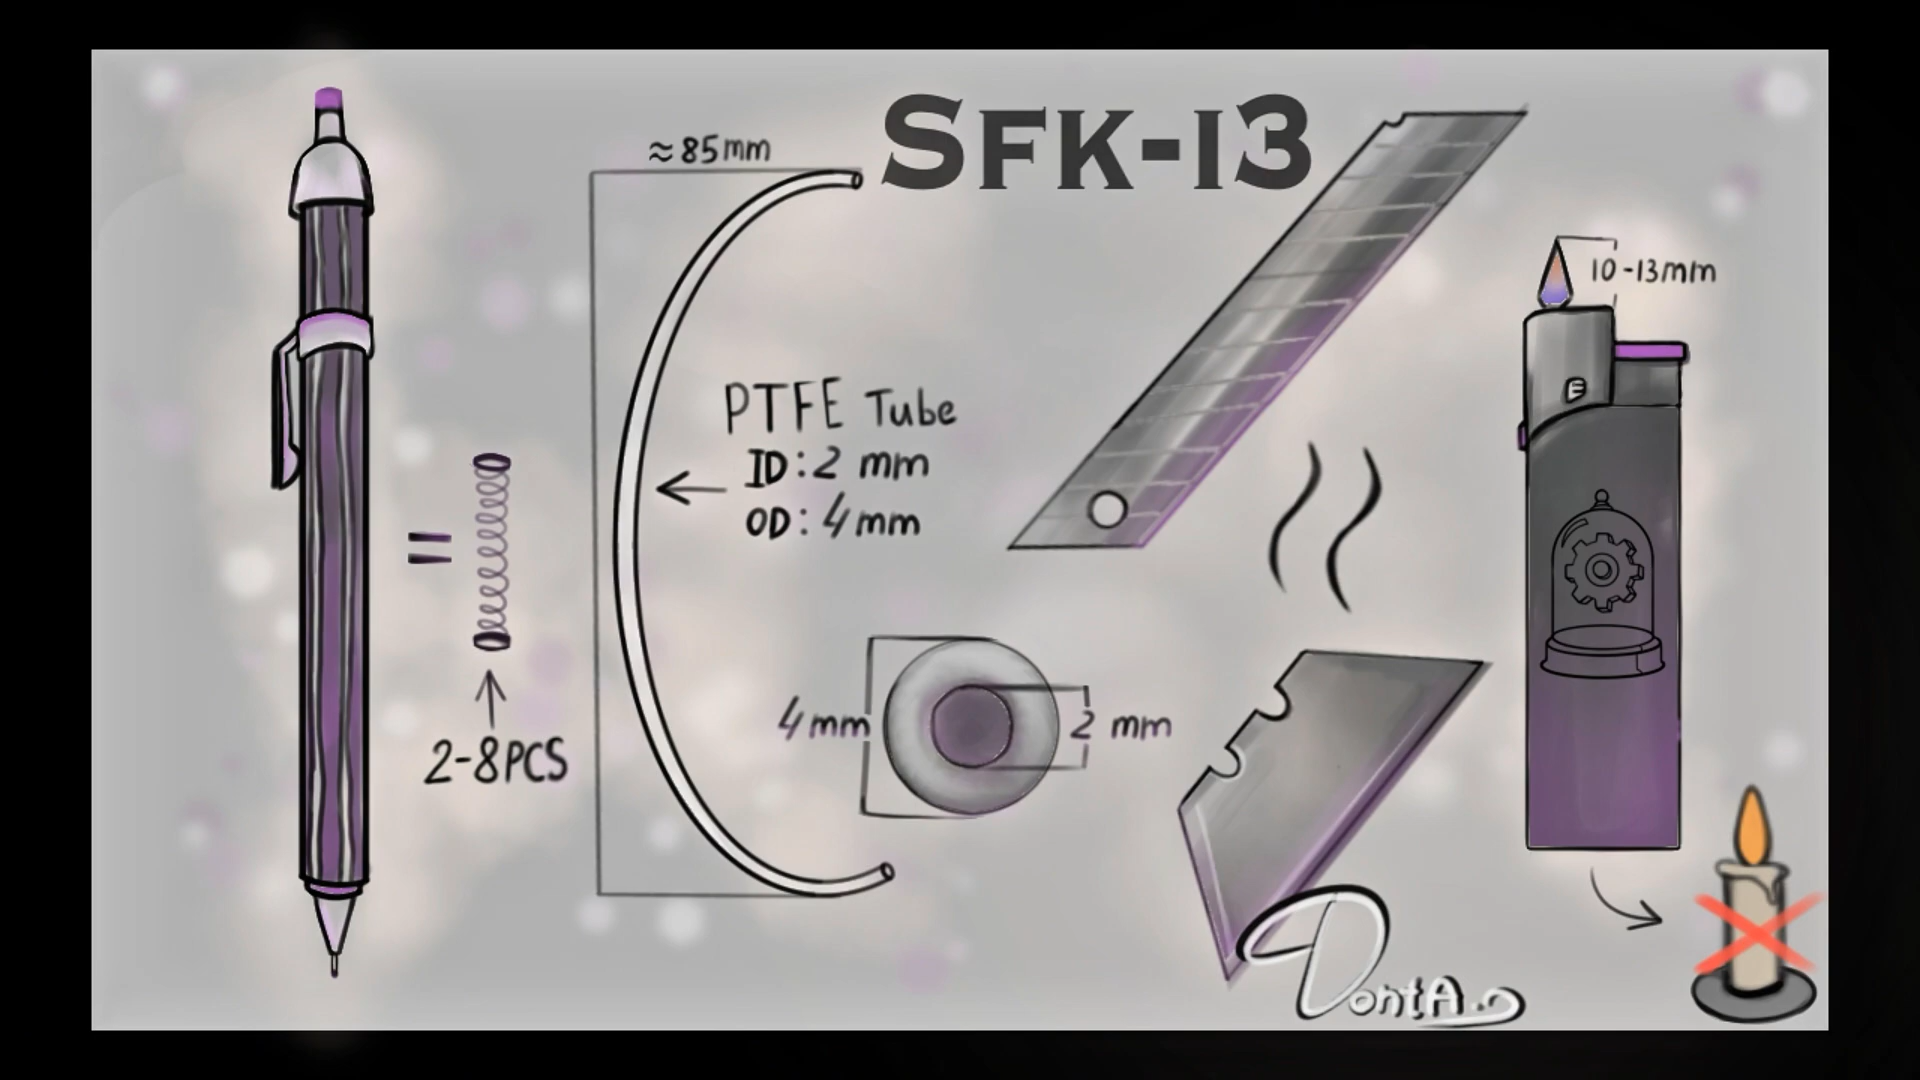 SFK-13
≈85mm
10-13mm
PTFE Tube
ID:2 mm
OD:4mm
=
2-8PCS
4mm
2 mm
E
DontA.